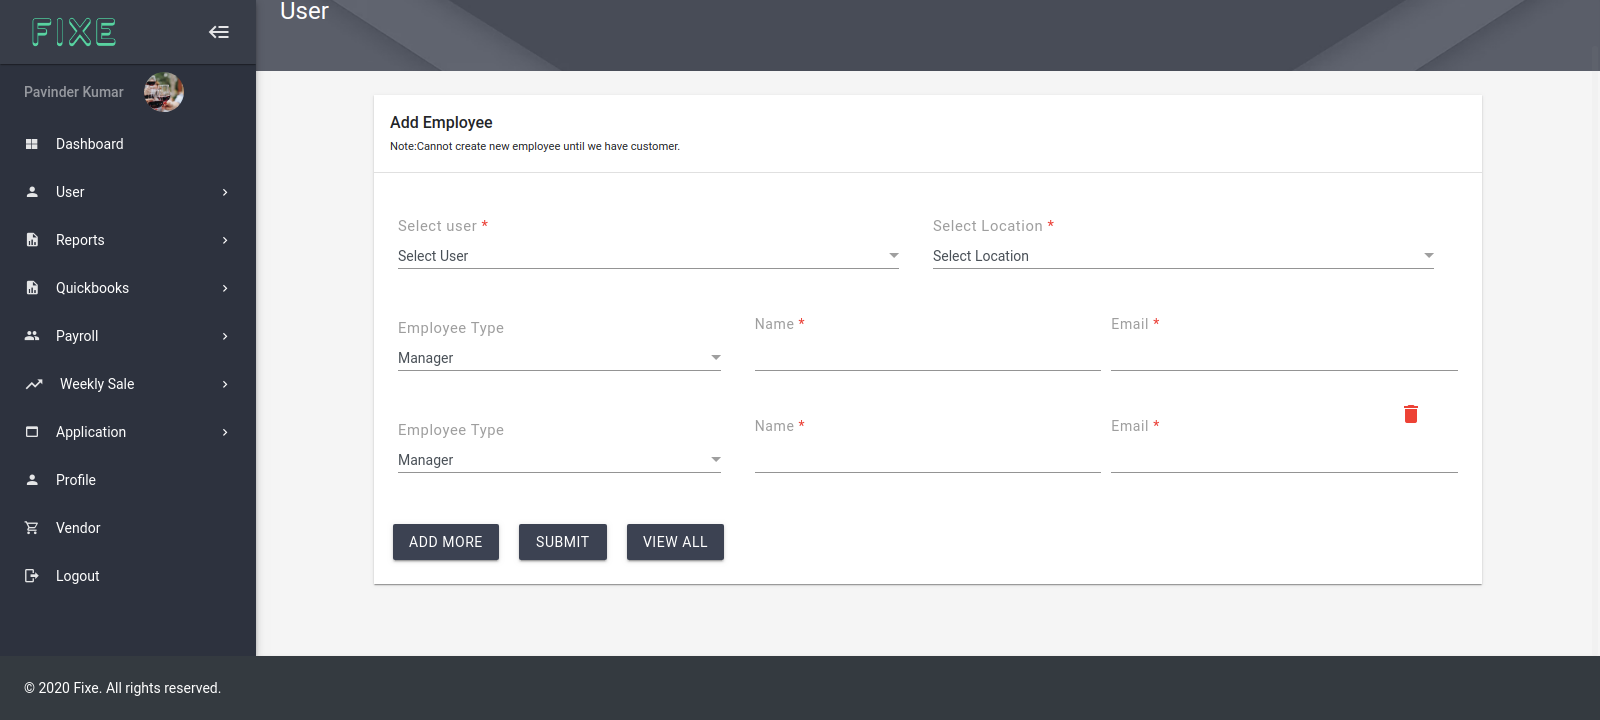 FIXE
User
Pavinder Kumar
Dashboard
User
Reports
Quickbooks
Payroll
Weekly Sale
Application
Profile
Vendor
Logout
Add Employee
Note:Cannot create new employee until we have customer.
Select user * Select Location *
Select User Select Location
Employee Type Name * Email *
Manager
Employee Type Name * Email *
Manager
ADD MORE SUBMIT VIEW ALL
© 2020 Fixe. All rights reserved.